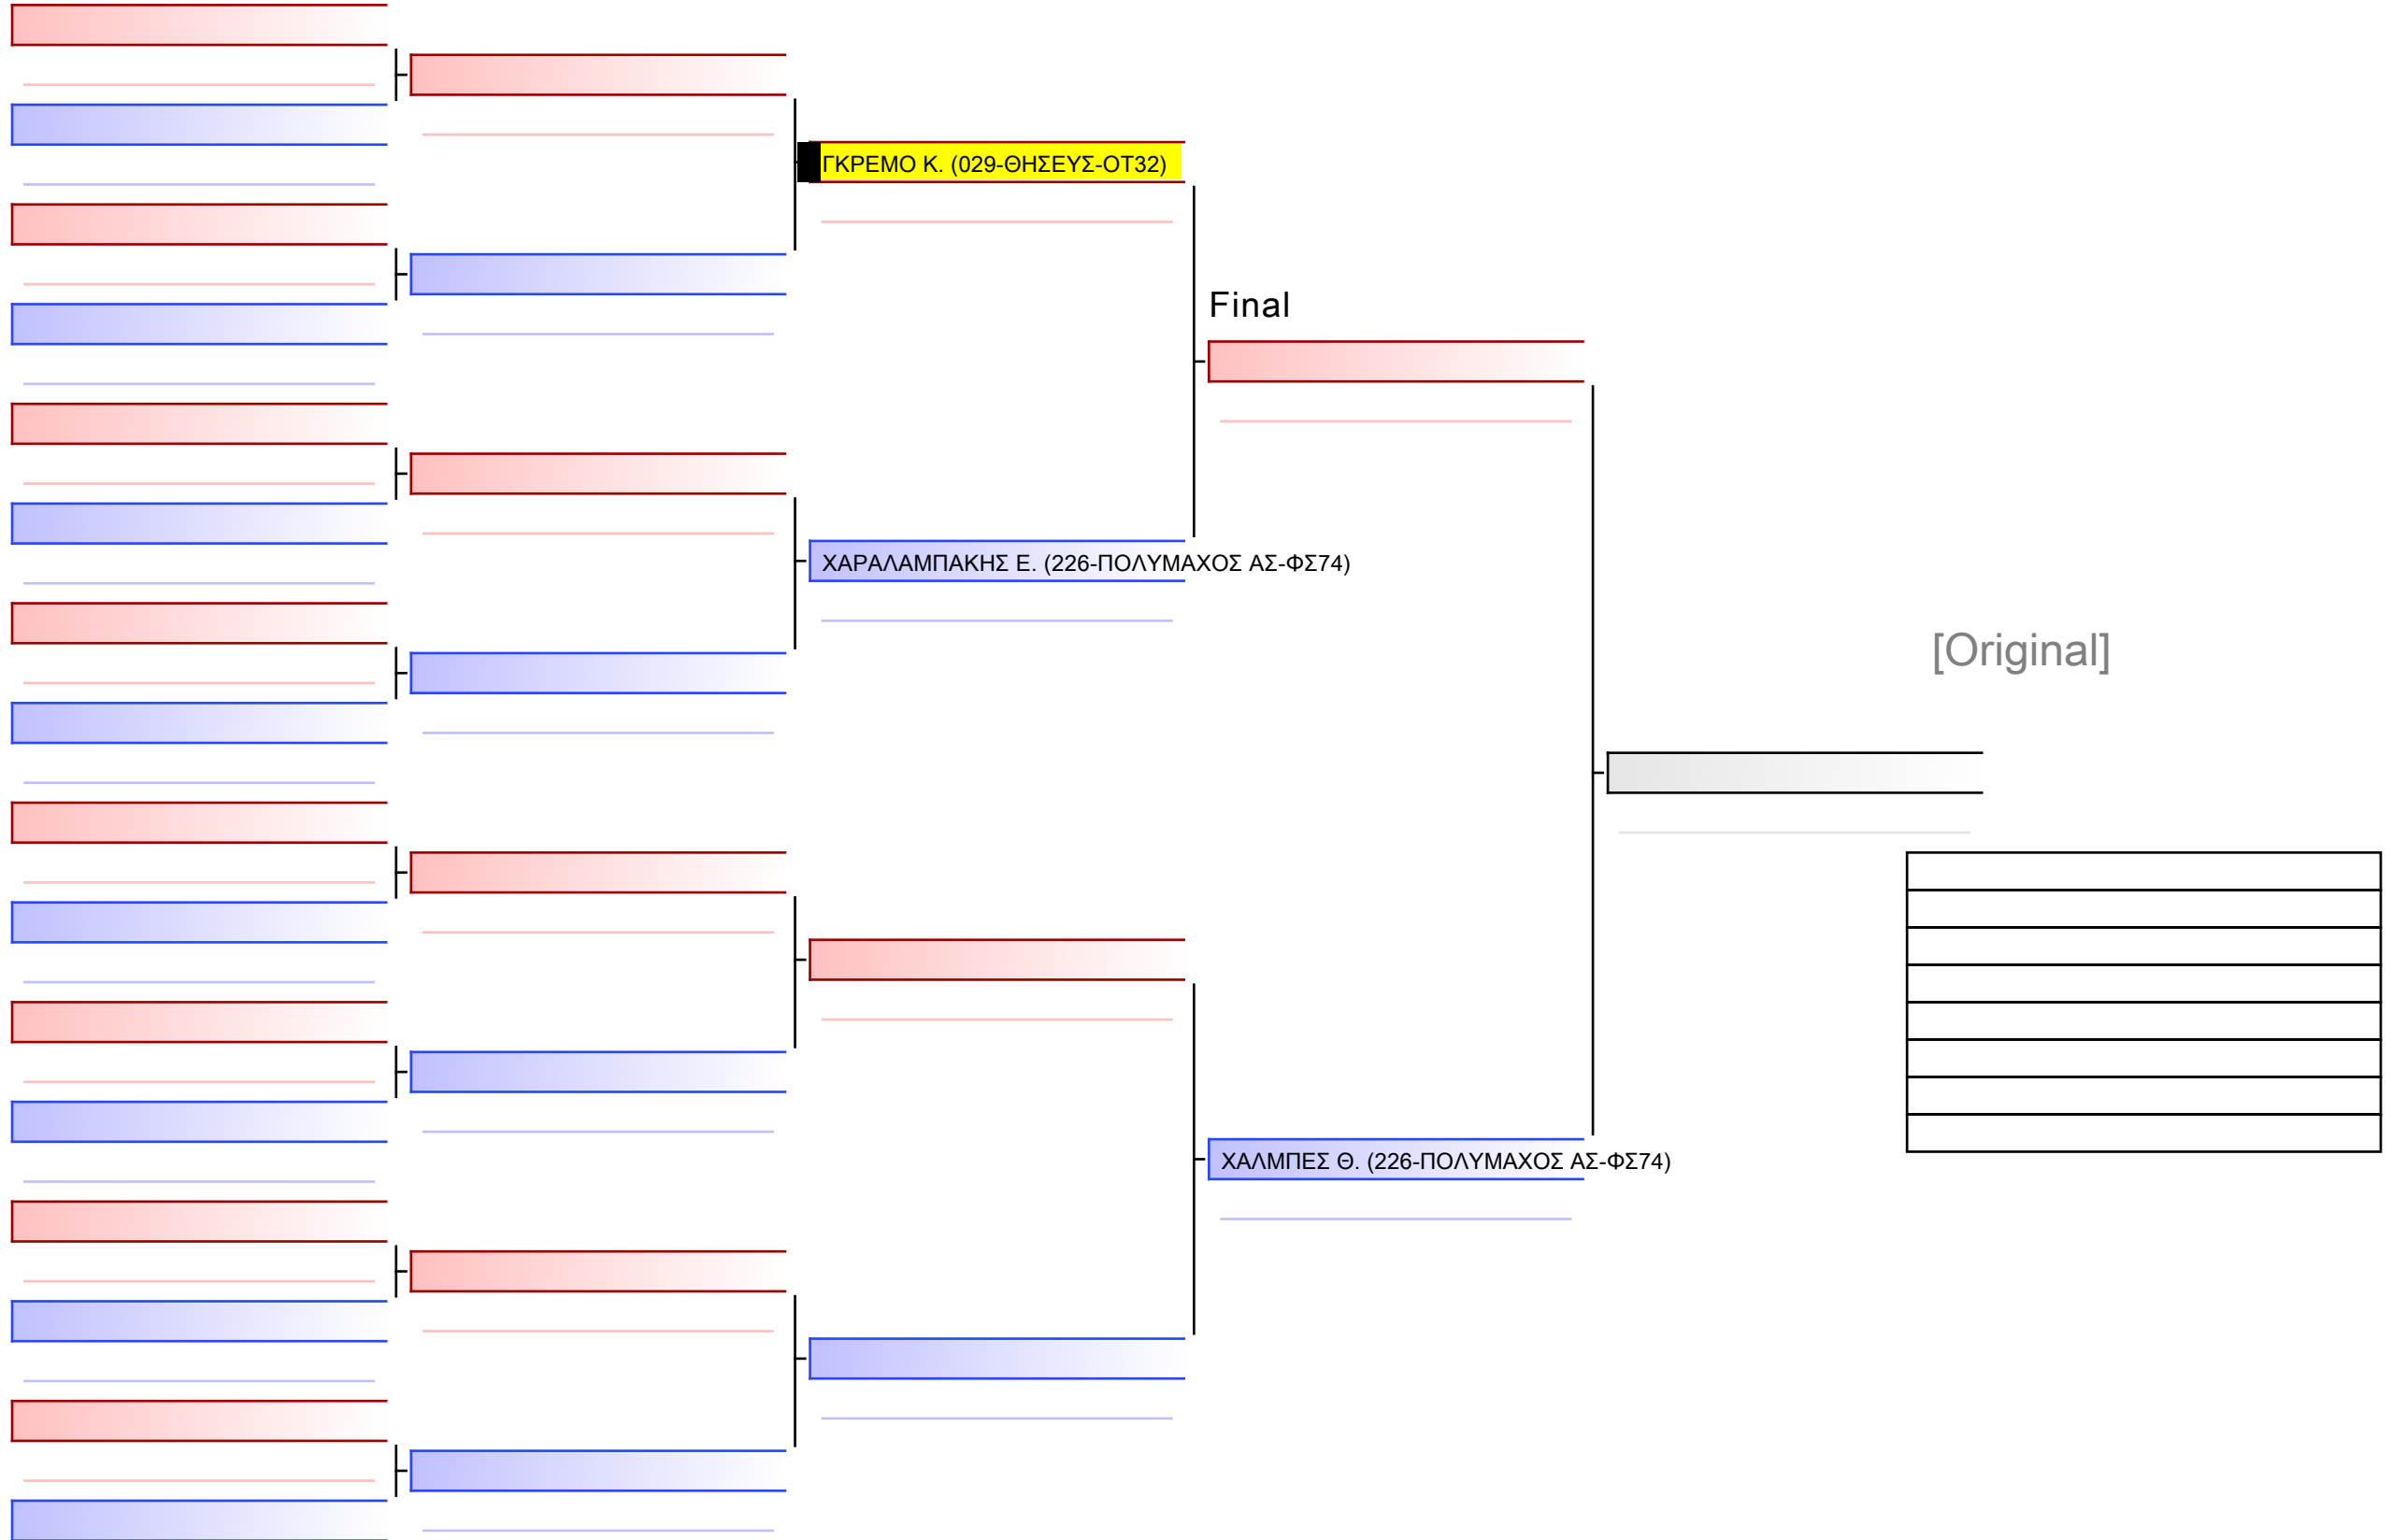 ΓΚΡΕΜΟ Κ. (029-ΘΗΣΕΥΣ-ΟΤ32)
Final
ΧΑΡΑΛΑΜΠΑΚΗΣ Ε. (226-ΠΟΛΥΜΑΧΟΣ ΑΣ-ΦΣ74)
[Original]
ΧΑΛΜΠΕΣ Θ. (226-ΠΟΛΥΜΑΧΟΣ ΑΣ-ΦΣ74)